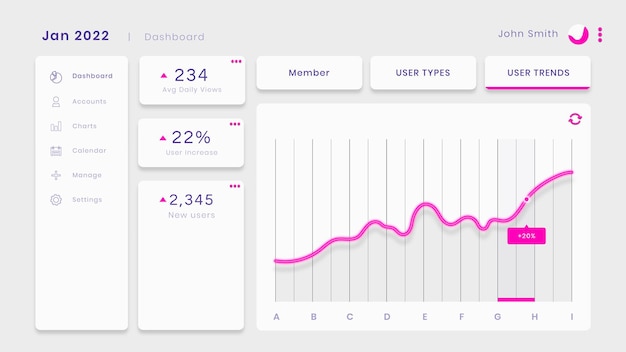 Jan 2022 | Dashboard
John Smith
Dashboard
Accounts
Charts
Calendar
Manage
Settings
234
Avg Daily Views
22%
User Increase
2,345
New users
Member
USER TYPES
USER TRENDS
+20%
A B C D E F G H I